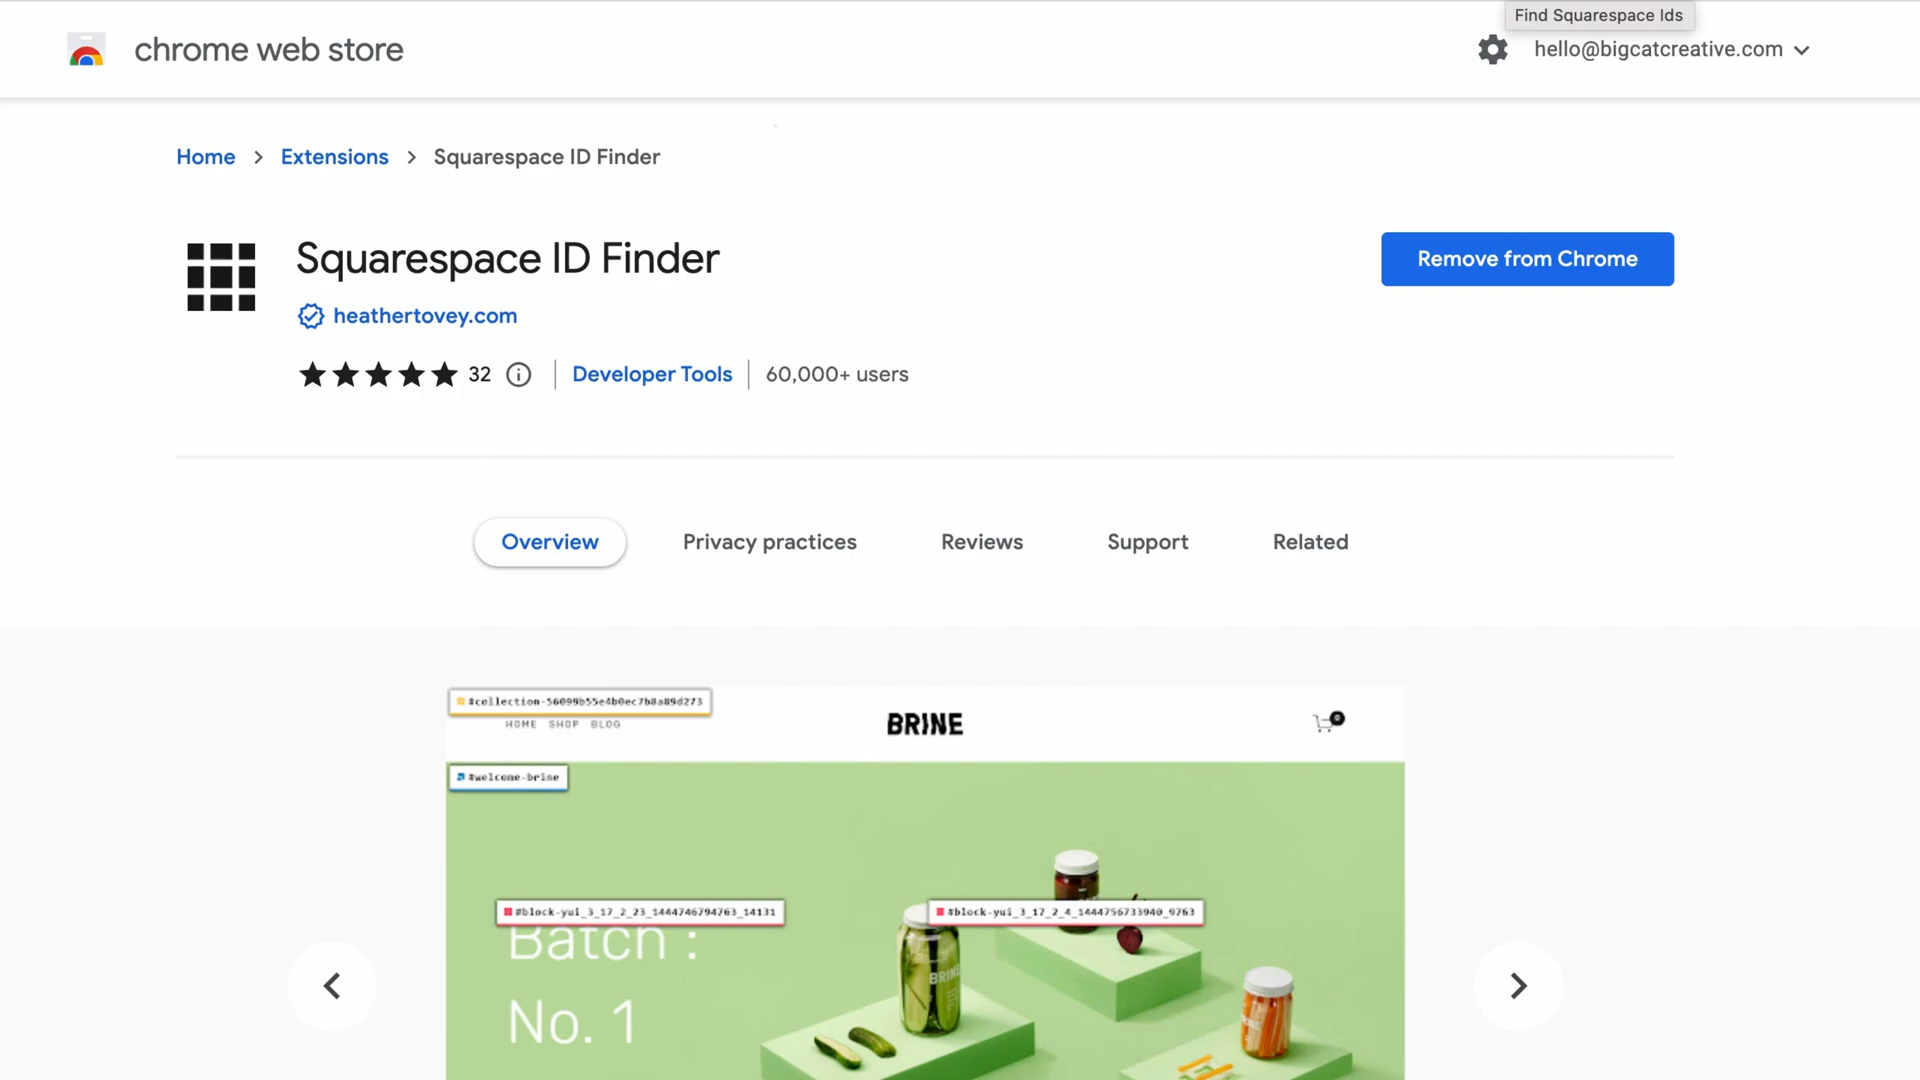 Find Squarespace Ids
chrome web store
hello@bigcatcreative.com
Home > Extensions > Squarespace ID Finder
Squarespace ID Finder
Remove from Chrome
heathertovey.com
32
Developer Tools
60,000+ users
Overview
Privacy practices
Reviews
Support
Related
#collection-56099b55e4b0ec7b8a89d273
HOME SHOP BLOG
BRINE
0
#welcome-brine
#block-yui_3_17_2_23_1444746794763_14131
#block-yui_3_17_2_4_1444756733940_9763
Batch :
No. 1
BRINE